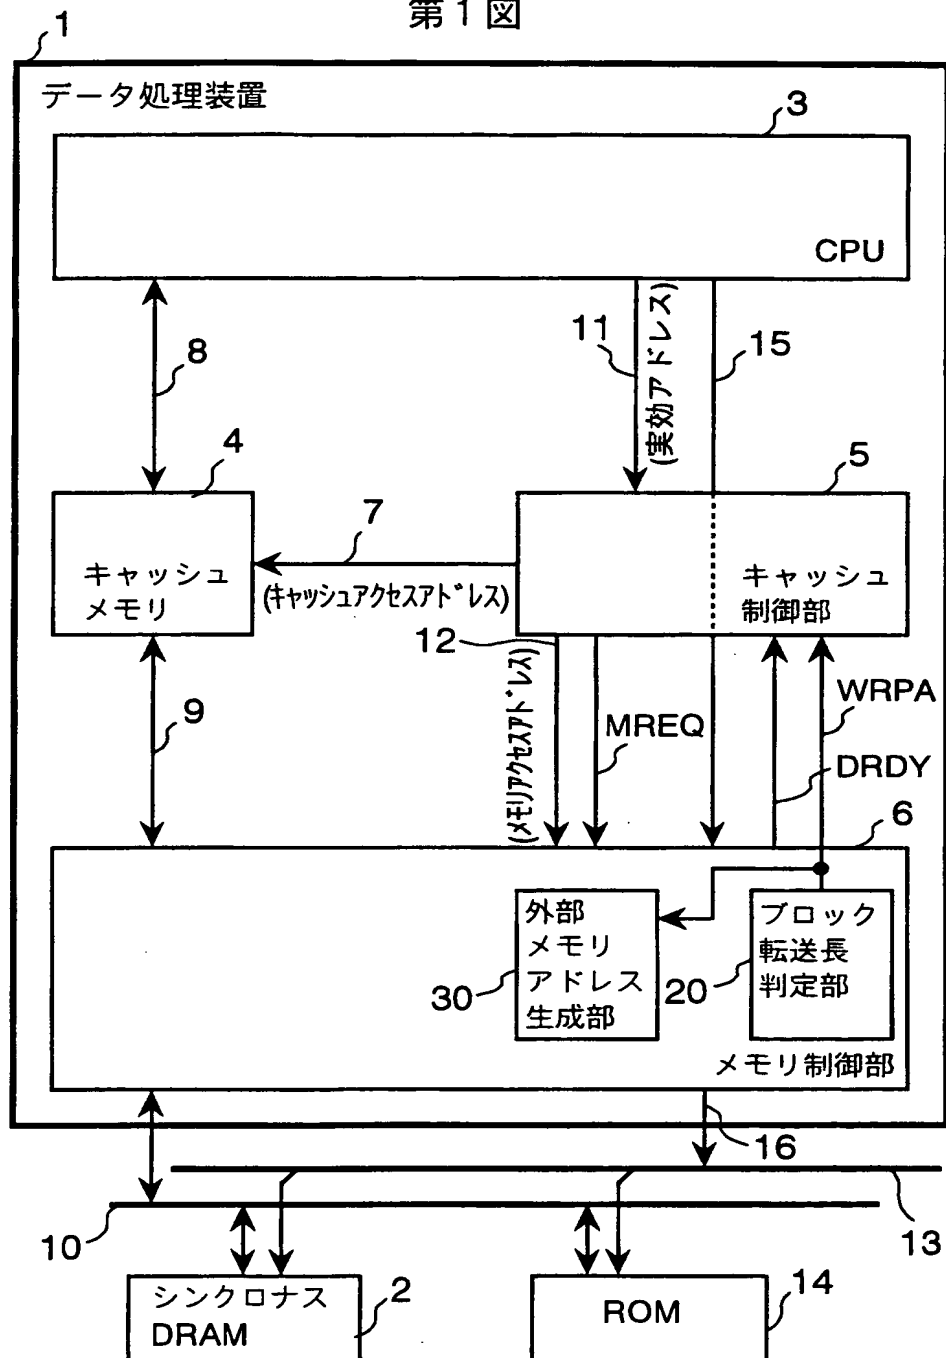 第1図
1
データ処理装置
3
CPU
11
(実効アドレス)
15
8
4
キャッシュ
メモリ
7
(キャッシュアクセスアドレス)
5
キャッシュ
制御部
12
(メモリアクセスアドレス)
MREQ
WRPA
DRDY
9
6
外部
メモリ
アドレス
生成部
30
ブロック
転送長
判定部
20
メモリ制御部
16
13
10
シンクロナス
DRAM
2
ROM
14